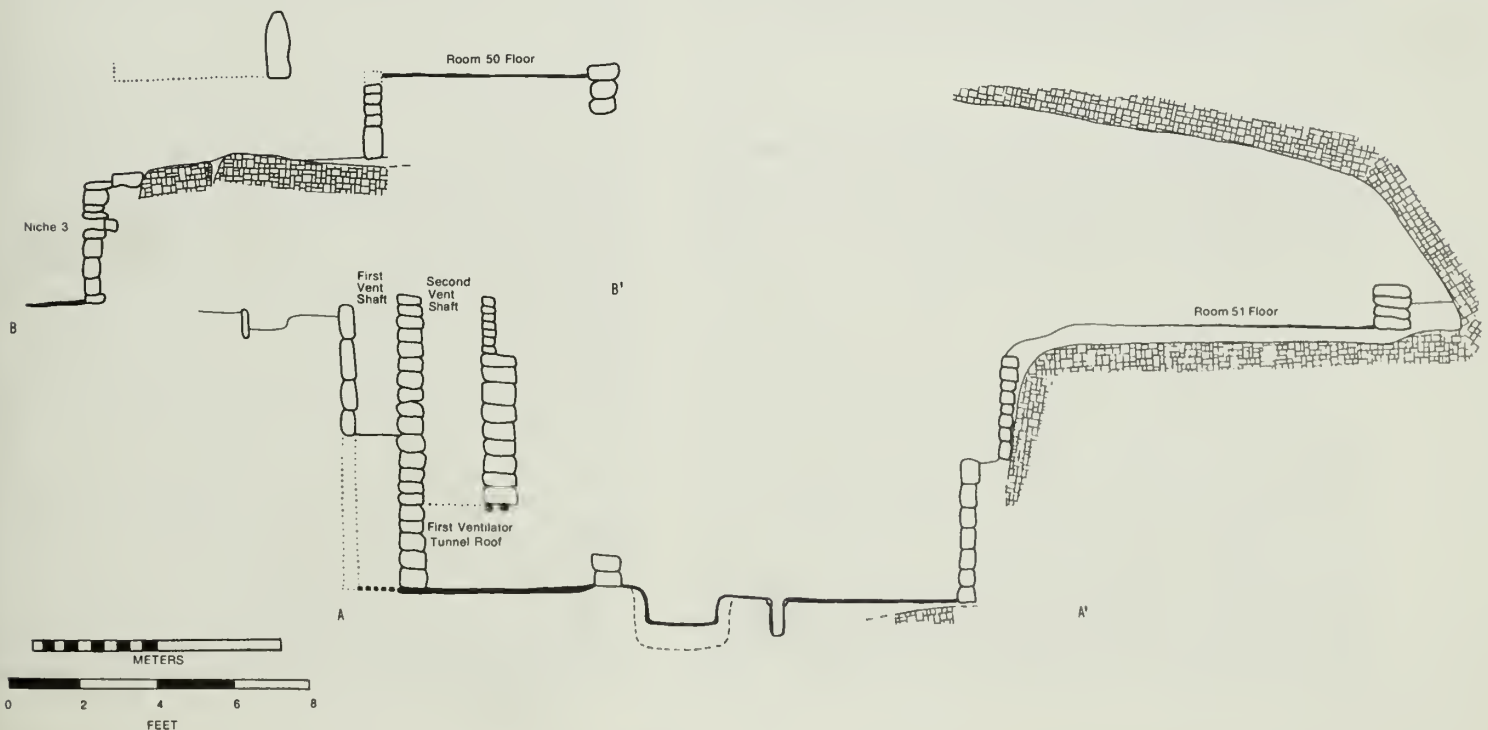 Room 50 Floor
Niche 3
B
First
Vent
Shaft
Second
Vent
Shaft
B'
Room 51 Floor
First Ventilator
Tunnel Roof
A
A'
METERS
0 2 4 6 8
FEET